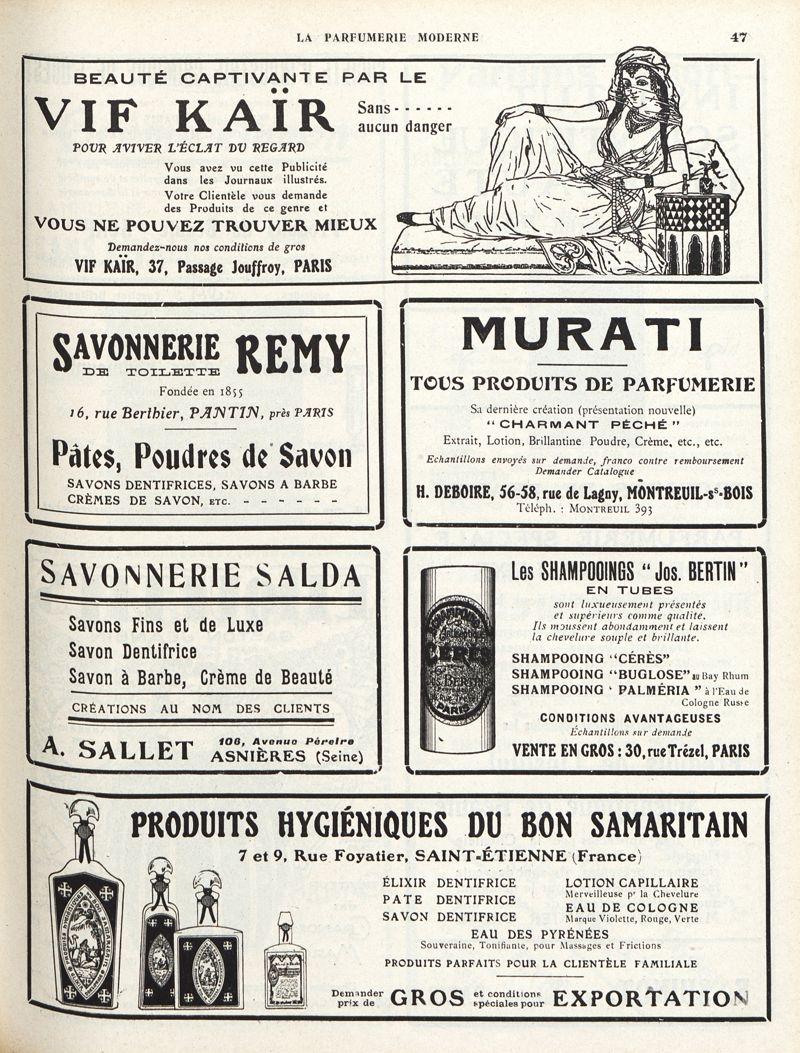 LA PARFUMERIE MODERNE
47
BEAUTÉ CAPTIVANTE PAR LE
VIF KAÏR
Sans - - - - - -
aucun danger
POUR AVIVER L'ÉCLAT DU REGARD
Vous avez vu cette Publicité
dans les Journaux illustrés.
Votre Clientèle vous demande
des Produits de ce genre et
VOUS NE POUVEZ TROUVER MIEUX
Demandez-nous nos conditions de gros
VIF KAÏR, 37, Passage Jouffroy, PARIS
SAVONNERIE REMY
DE TOILETTE
Fondée en 1855
16, rue Berthier, PANTIN, près PARIS
Pâtes, Poudres de Savon
SAVONS DENTIFRICES, SAVONS A BARBE
CRÈMES DE SAVON, ETC. - - - - - -
MURATI
TOUS PRODUITS DE PARFUMERIE
Sa dernière création (présentation nouvelle)
"CHARMANT PÉCHÉ"
Extrait, Lotion, Brillantine Poudre, Crème, etc., etc.
Echantillons envoyés sur demande, franco contre remboursement
Demander Catalogue
H. DEBOIRE, 56-58, rue de Lagny, MONTREUIL-sˢ-BOIS
Téléph. : MONTREUIL 393
SAVONNERIE SALDA
Savons Fins et de Luxe
Savon Dentifrice
Savon à Barbe, Crème de Beauté
CRÉATIONS AU NOM DES CLIENTS
A. SALLET
106, Avenue Péreire
ASNIÈRES (Seine)
Les SHAMPOOINGS "Jos. BERTIN"
EN TUBES
sont luxueusement présentés
et supérieurs comme qualité.
Ils moussent abondamment et laissent
la chevelure souple et brillante.
SHAMPOOING "CÉRÈS"
SHAMPOOING "BUGLOSE" au Bay Rhum
SHAMPOOING ' PALMÉRIA " à l'Eau de
Cologne Russe
CONDITIONS AVANTAGEUSES
Échantillons sur demande
VENTE EN GROS : 30, rue Trézel, PARIS
CÉRÈS
BERTIN
PARIS
PRODUITS HYGIÉNIQUES DU BON SAMARITAIN
7 et 9, Rue Foyatier, SAINT-ÉTIENNE (France)
ÉLIXIR DENTIFRICE
PATE DENTIFRICE
SAVON DENTIFRICE
LOTION CAPILLAIRE
Merveilleuse pʳ la Chevelure
EAU DE COLOGNE
Marque Violette, Rouge, Verte
EAU DES PYRÉNÉES
Souveraine, Tonifiante, pour Massages et Frictions
PRODUITS PARFAITS POUR LA CLIENTÈLE FAMILIALE
Demander
prix de GROS et conditions
spéciales pour EXPORTATION